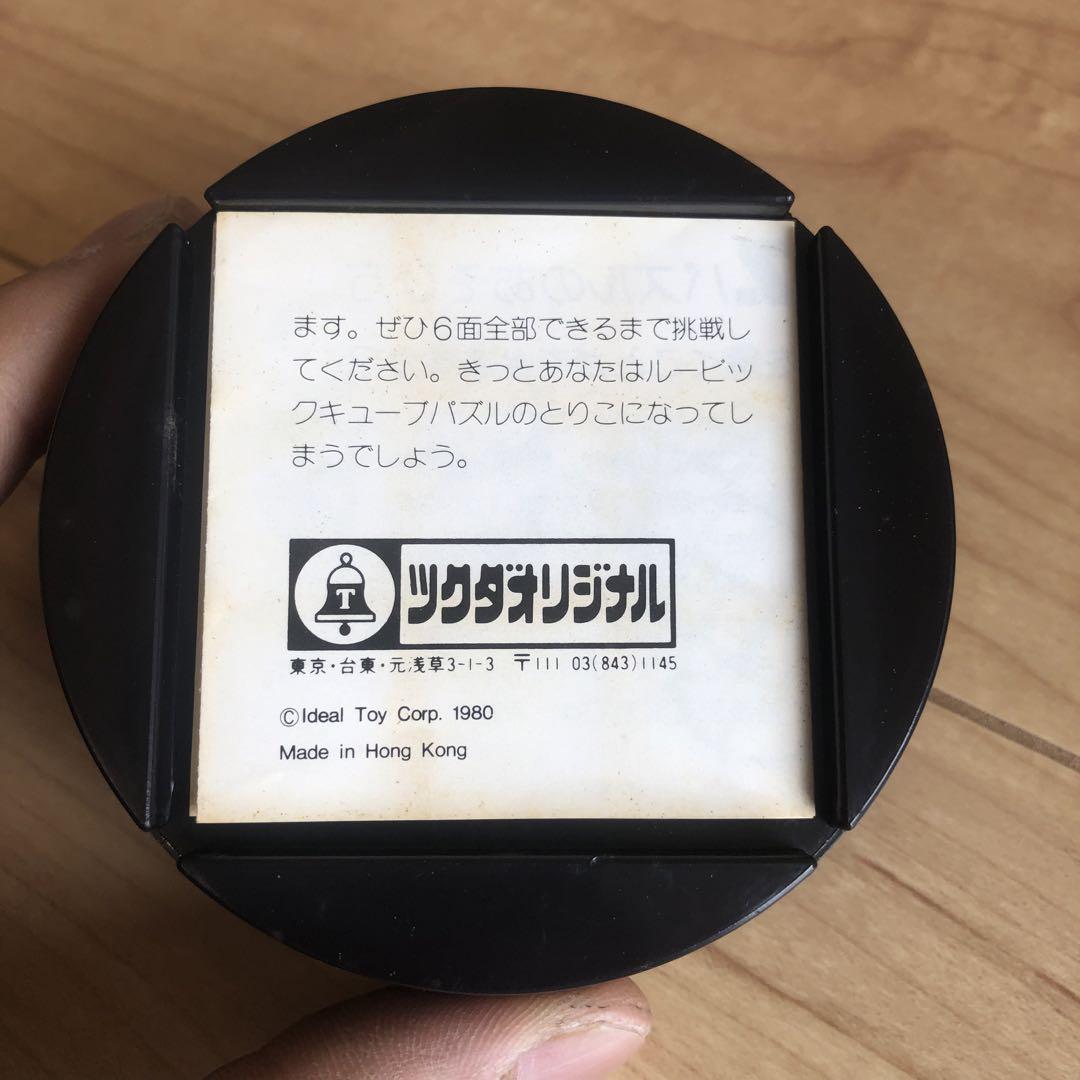 ます。ぜひ6面全部できるまで挑戦し
てください。きっとあなたはルービッ
クキューブパズルのとりこになってし
まうでしょう。
T ツクダオリジナル
東京・台東・元浅草3-1-3 〒111 03(843)1145
©Ideal Toy Corp. 1980
Made in Hong Kong